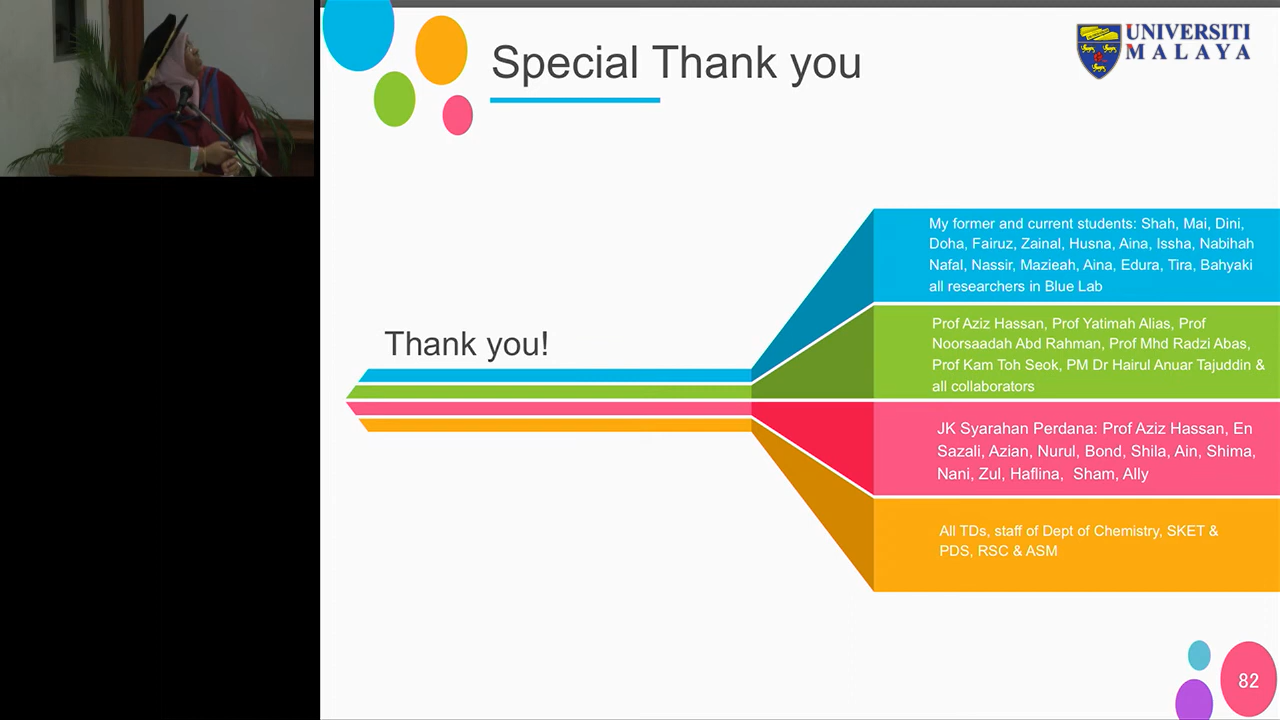 Special Thank you
UNIVERSITI
MALAYA
My former and current students: Shah, Mai, Dini,
Doha, Fairuz, Zainal, Husna, Aina, Issha, Nabihah
Nafal, Nassir, Mazieah, Aina, Edura, Tira, Bahyaki
all researchers in Blue Lab
Thank you!
Prof Aziz Hassan, Prof Yatimah Alias, Prof
Noorsaadah Abd Rahman, Prof Mhd Radzi Abas,
Prof Kam Toh Seok, PM Dr Hairul Anuar Tajuddin &
all collaborators
JK Syarahan Perdana: Prof Aziz Hassan, En
Sazali, Azian, Nurul, Bond, Shila, Ain, Shima,
Nani, Zul, Haflina, Sham, Ally
All TDs, staff of Dept of Chemistry, SKET &
PDS, RSC & ASM
82